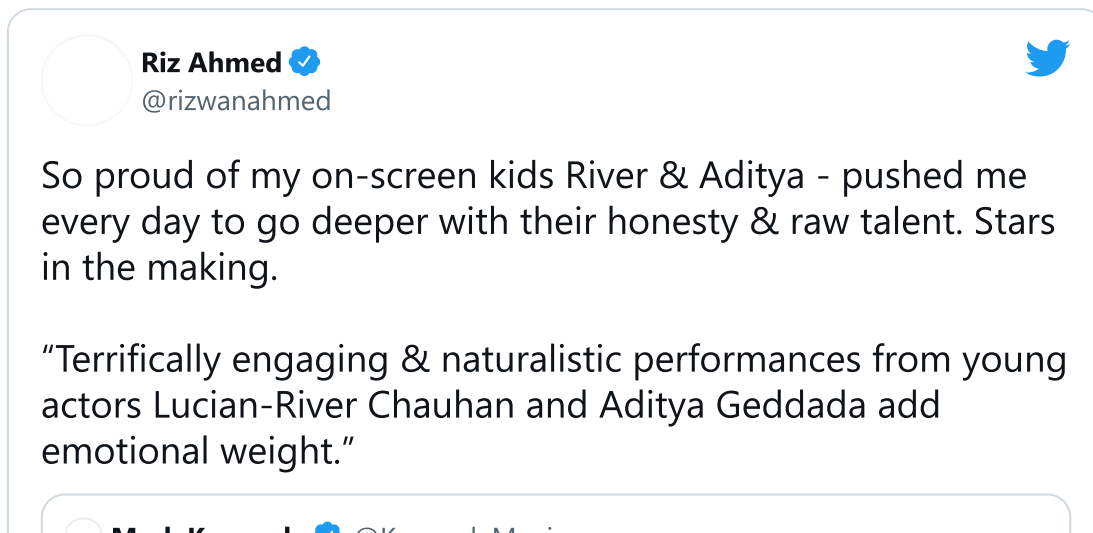 Riz Ahmed
@rizwanahmed
So proud of my on-screen kids River & Aditya - pushed me
every day to go deeper with their honesty & raw talent. Stars
in the making.
“Terrifically engaging & naturalistic performances from young
actors Lucian-River Chauhan and Aditya Geddada add
emotional weight.”